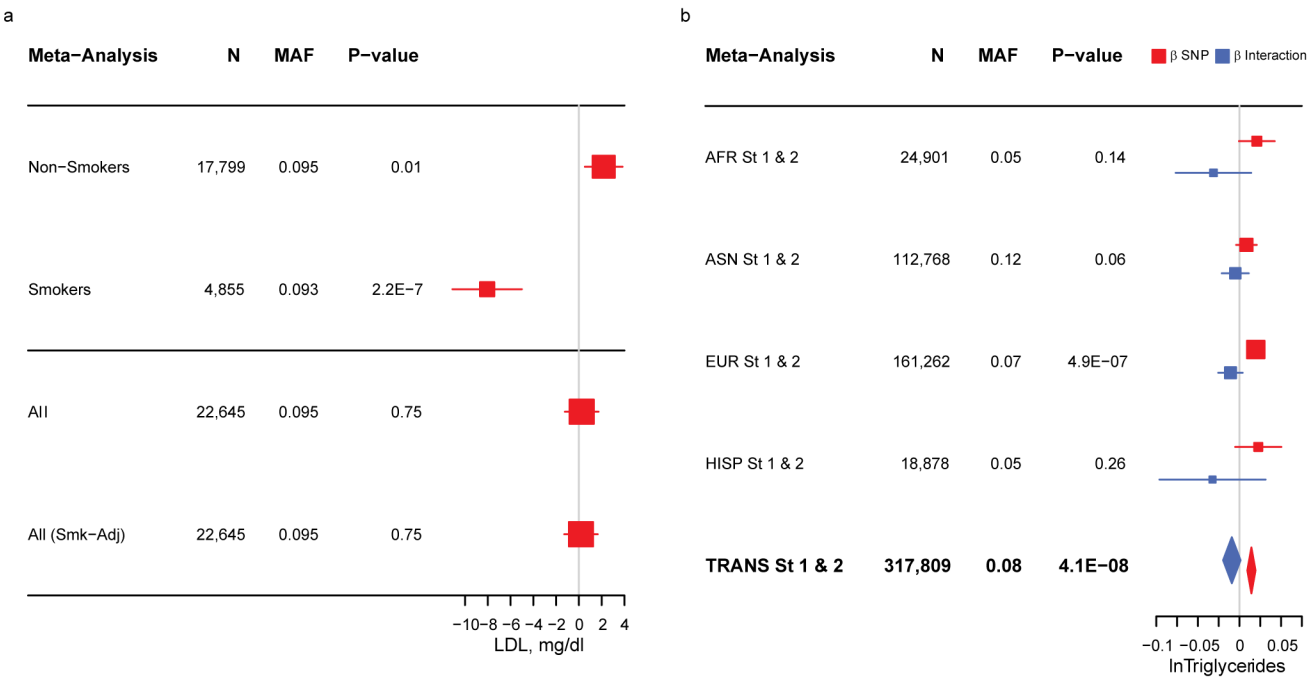 a
Meta−Analysis N MAF P−value
Non−Smokers 17,799 0.095 0.01
Smokers 4,855 0.093 2.2E−7
All 22,645 0.095 0.75
All (Smk−Adj) 22,645 0.095 0.75
−10−8 −6 −4 −2 0 2 4
LDL, mg/dl
b
Meta−Analysis N MAF P−value β SNP β Interaction
AFR St 1 & 2 24,901 0.05 0.14
ASN St 1 & 2 112,768 0.12 0.06
EUR St 1 & 2 161,262 0.07 4.9E−07
HISP St 1 & 2 18,878 0.05 0.26
TRANS St 1 & 2 317,809 0.08 4.1E−08
−0.1 −0.05 0 0.05
lnTriglycerides